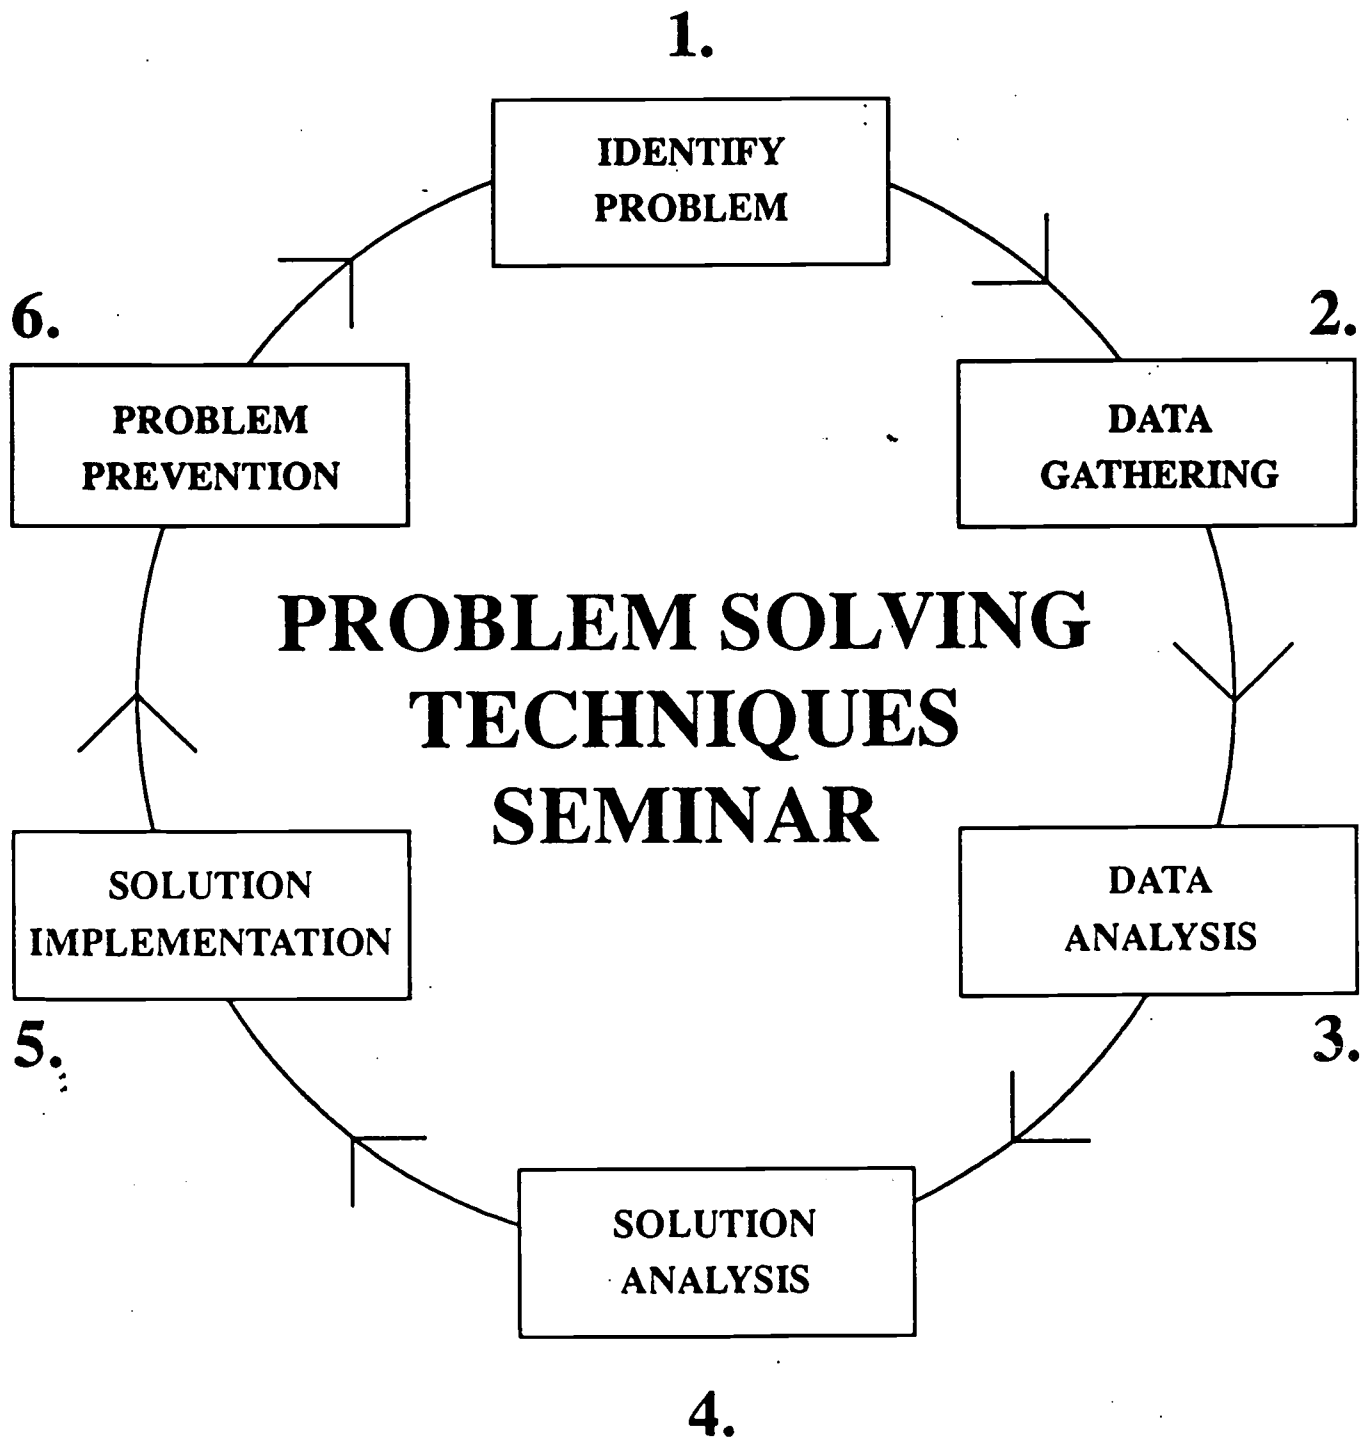 1.
IDENTIFY
PROBLEM
2.
DATA
GATHERING
3.
DATA
ANALYSIS
4.
SOLUTION
ANALYSIS
5.
SOLUTION
IMPLEMENTATION
6.
PROBLEM
PREVENTION
PROBLEM SOLVING
TECHNIQUES
SEMINAR